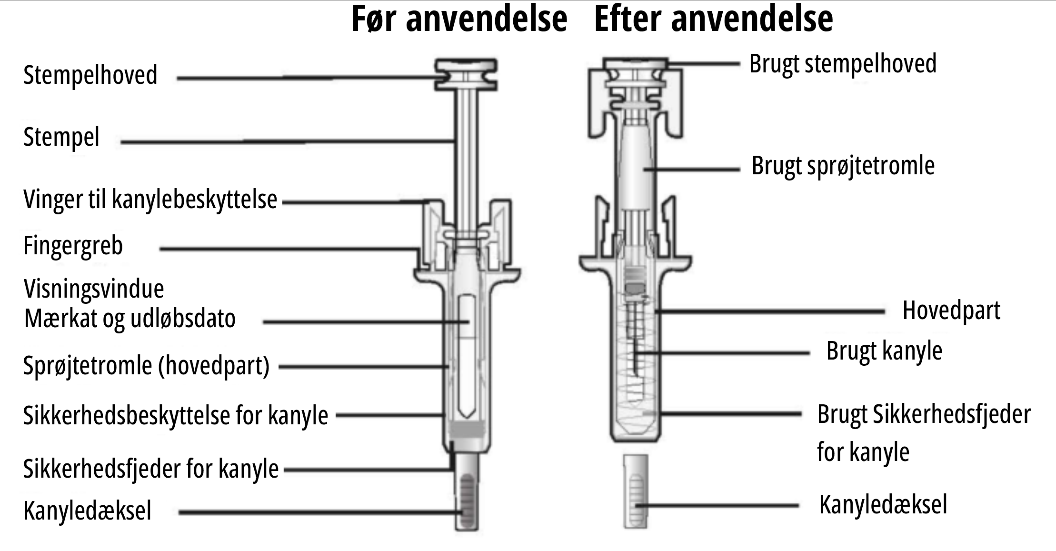 Før anvendelse
Efter anvendelse
Stempelhoved
Stempel
Vinger til kanylebeskyttelse
Fingergreb
Visningsvindue
Mærkat og udløbsdato
Sprøjtetromle (hovedpart)
Sikkerhedsbeskyttelse for kanyle
Sikkerhedsfjeder for kanyle
Kanyledæksel
Brugt stempelhoved
Brugt sprøjtetromle
Hovedpart
Brugt kanyle
Brugt Sikkerhedsfjeder
for kanyle
Kanyledæksel